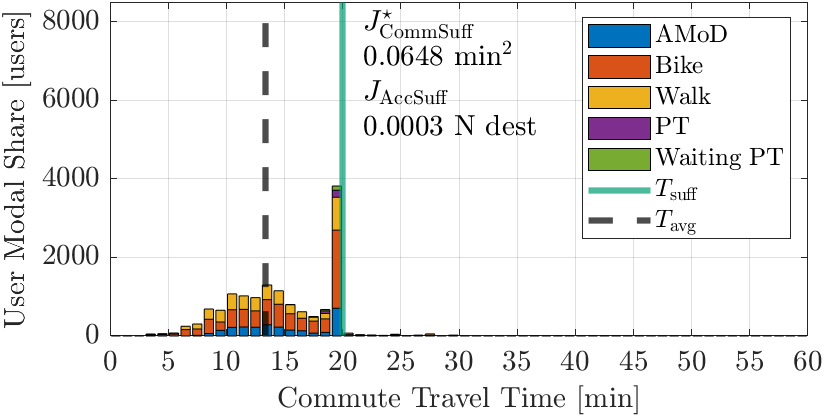 User Modal Share [users]
8000
6000
4000
2000
0
J⋆CommSuff
0.0648 min²
JAccSuff
0.0003 N dest
AMoD
Bike
Walk
PT
Waiting PT
Tsuff
Tavg
0 5 10 15 20 25 30 35 40 45 50 55 60
Commute Travel Time [min]